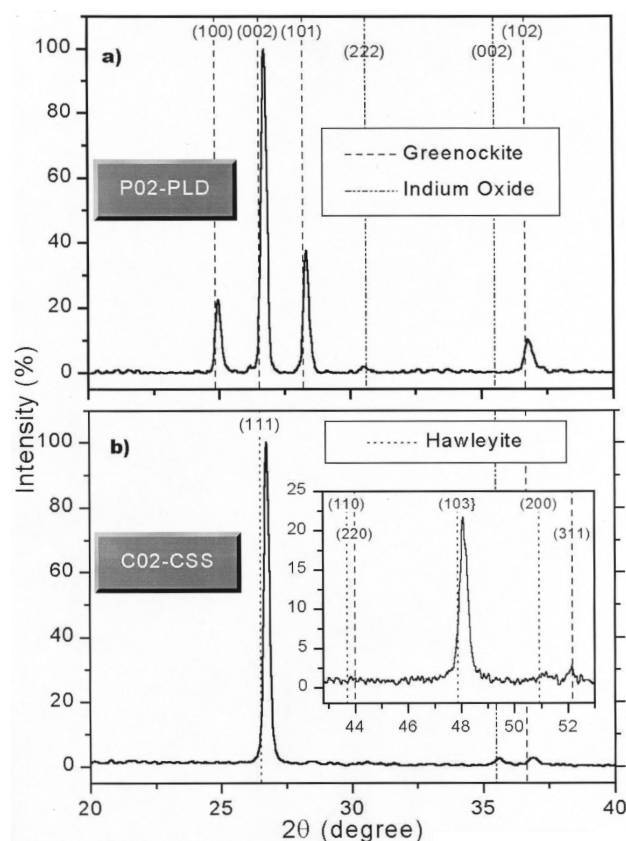 100
80
60
40
20
0
a)
(100) (002) (101) (222) (002) (102)
P02-PLD
Greenockite
Indium Oxide
Intensity (%)
100
80
60
40
20
0
b)
(111)
C02-CSS
Hawleyite
25
20
15
10
5
0
(110) (103} (200)
(220) (311)
44 46 48 50 52
20 25 30 35 40
2θ (degree)